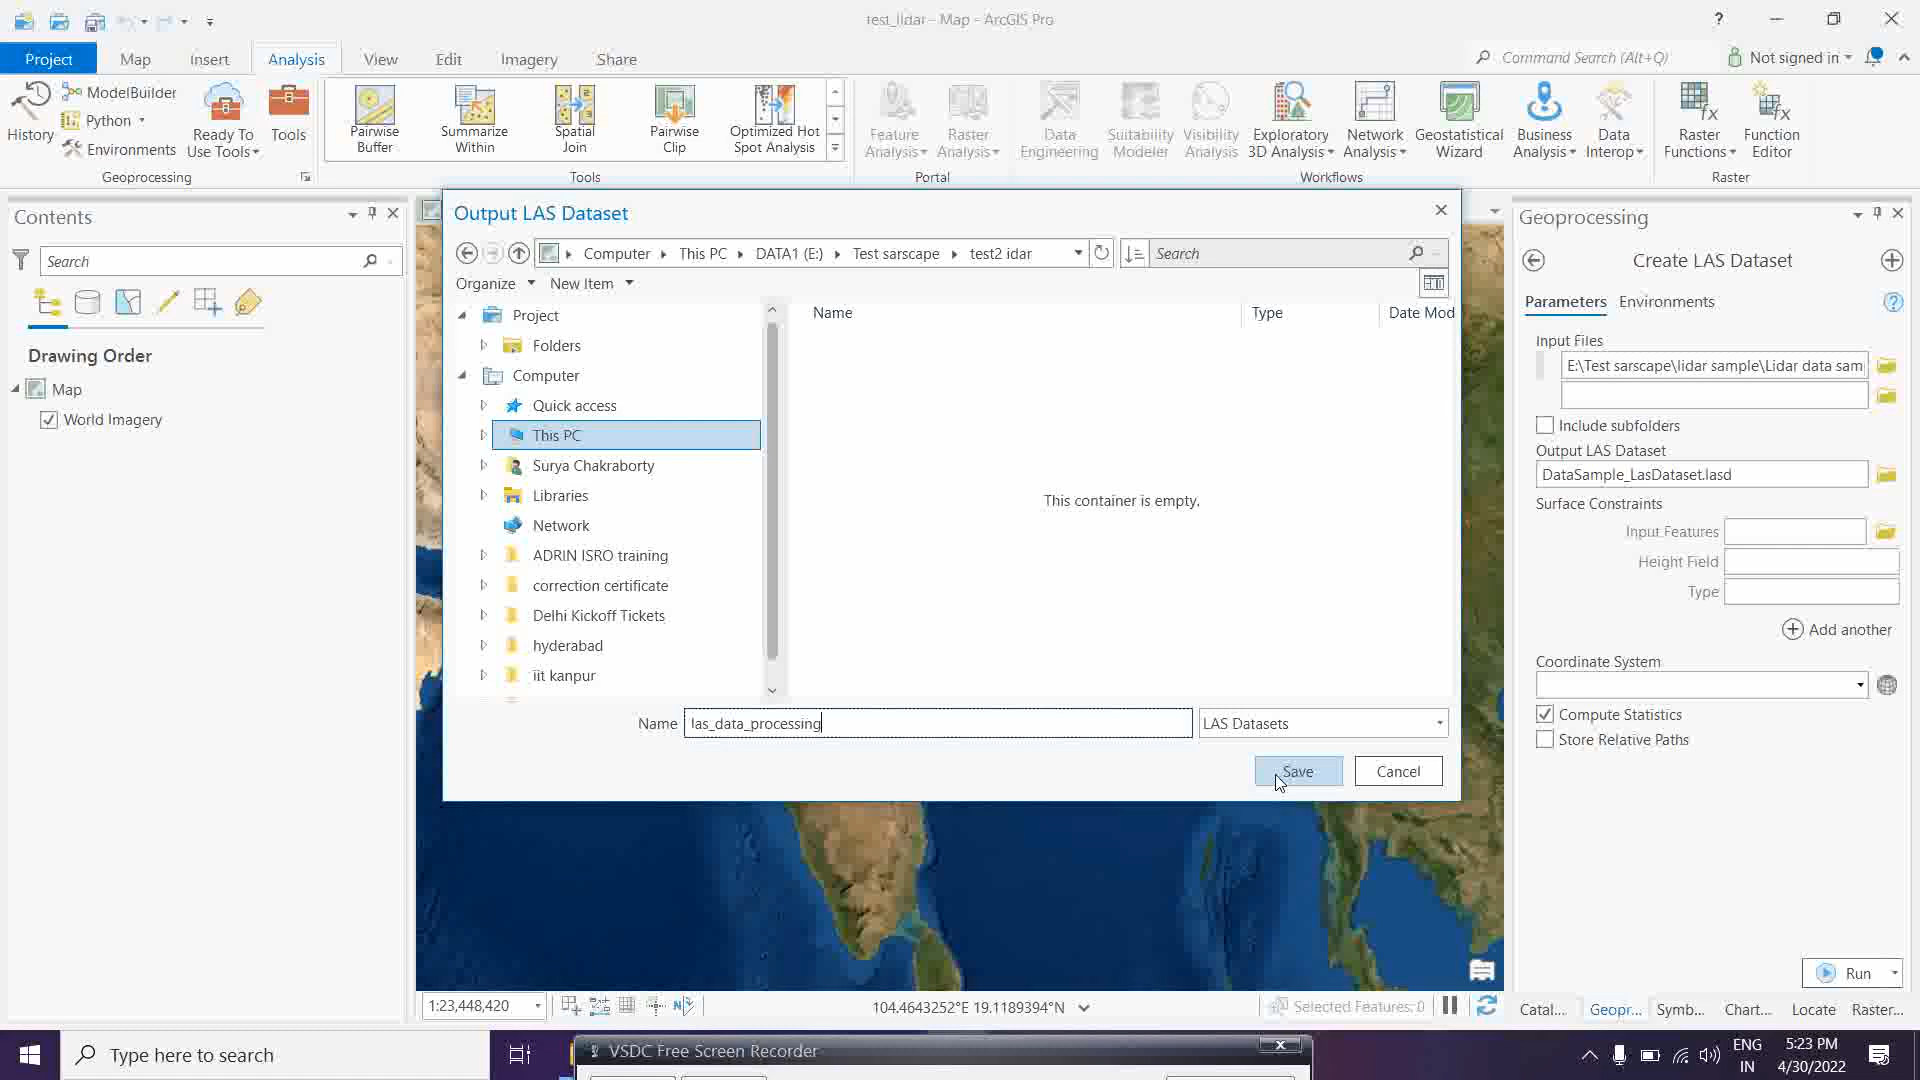 test_lidar - Map - ArcGIS Pro
?
Project
Map
Insert
Analysis
View
Edit
Imagery
Share
Command Search (Alt+Q)
Not signed in
History
ModelBuilder
Python
Environments
Ready To
Use Tools
Tools
Geoprocessing
Pairwise
Buffer
Summarize
Within
Spatial
Join
Pairwise
Clip
Optimized Hot
Spot Analysis
Tools
Feature
Analysis
Raster
Analysis
Portal
Data
Engineering
Suitability
Modeler
Visibility
Analysis
Exploratory
3D Analysis
Network
Analysis
Geostatistical
Wizard
Business
Analysis
Data
Interop
Workflows
Raster
Functions
Function
Editor
Raster
Contents
Search
Drawing Order
Map
World Imagery
Output LAS Dataset
Computer
This PC
DATA1 (E:)
Test sarscape
test2 idar
Search
Organize
New Item
Project
Folders
Computer
Quick access
This PC
Surya Chakraborty
Libraries
Network
ADRIN ISRO training
correction certificate
Delhi Kickoff Tickets
hyderabad
iit kanpur
Name
Type
Date Mod
This container is empty.
Name
las_data_processing
LAS Datasets
Save
Cancel
Geoprocessing
Create LAS Dataset
Parameters
Environments
?
Input Files
E:\Test sarscape\lidar sample\Lidar data sam
Include subfolders
Output LAS Dataset
DataSample_LasDataset.lasd
Surface Constraints
Input Features
Height Field
Type
Add another
Coordinate System
Compute Statistics
Store Relative Paths
Run
1:23,448,420
104.4643252°E 19.1189394°N
Selected Features: 0
Catal...
Geopr...
Symb...
Chart...
Locate
Raster...
Type here to search
VSDC Free Screen Recorder
ENG
IN
5:23 PM
4/30/2022